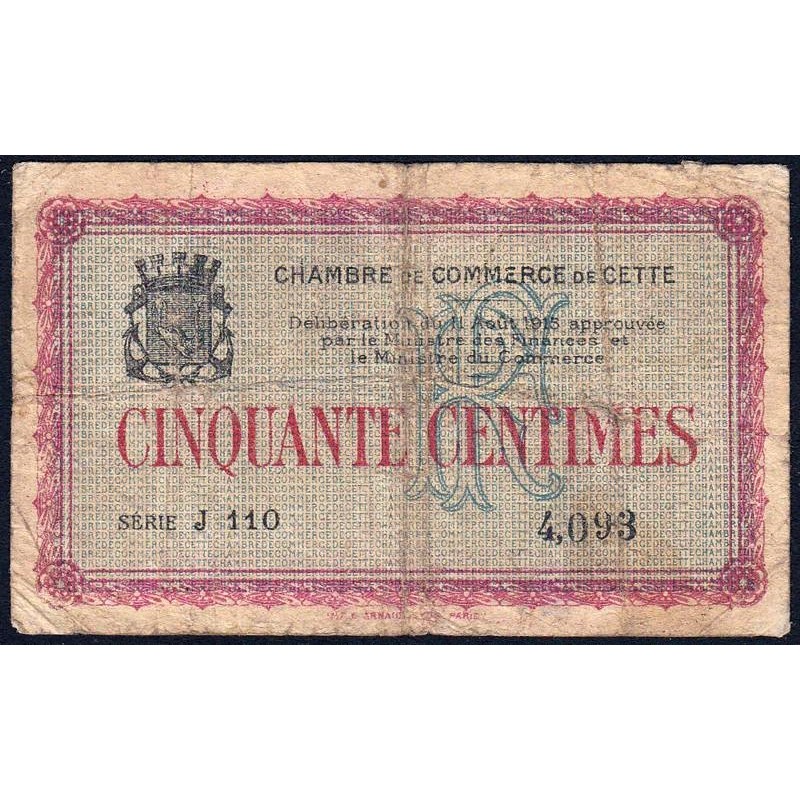 CHAMBRE DE COMMERCE DE CETTE
Délibération du 11 Août 1915 approuvée
par le Ministre des Finances et
le Ministre du Commerce
CINQUANTE CENTIMES
SÉRIE J 110
4,093
PARIS